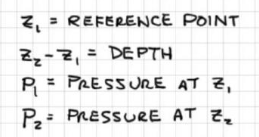 Z₁ = REFERENCE POINT
Z₂-Z₁ = DEPTH
P₁ = PRESSURE AT Z₁
P₂ = PRESSURE AT Z₂